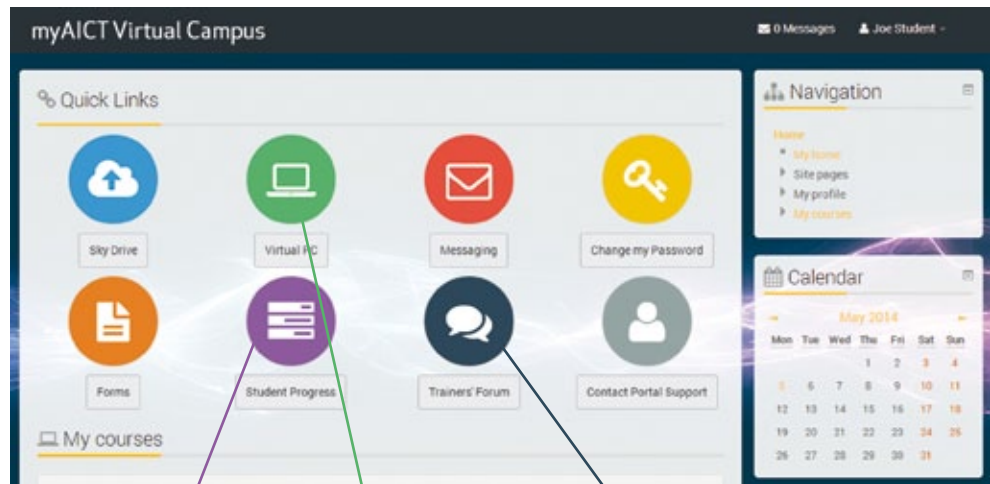 myAICT Virtual Campus
0 Messages Joe Student
Quick Links
Sky Drive Virtual PC Messaging Change my Password
Forms Student Progress Trainers' Forum Contact Portal Support
My courses
Navigation
Home
My home
Site pages
My profile
My courses
Calendar
May 2014
Mon Tue Wed Thu Fri Sat Sun
1 2 3 4
5 6 7 8 9 10 11
12 13 14 15 16 17 18
19 20 21 22 23 24 25
26 27 28 29 30 31